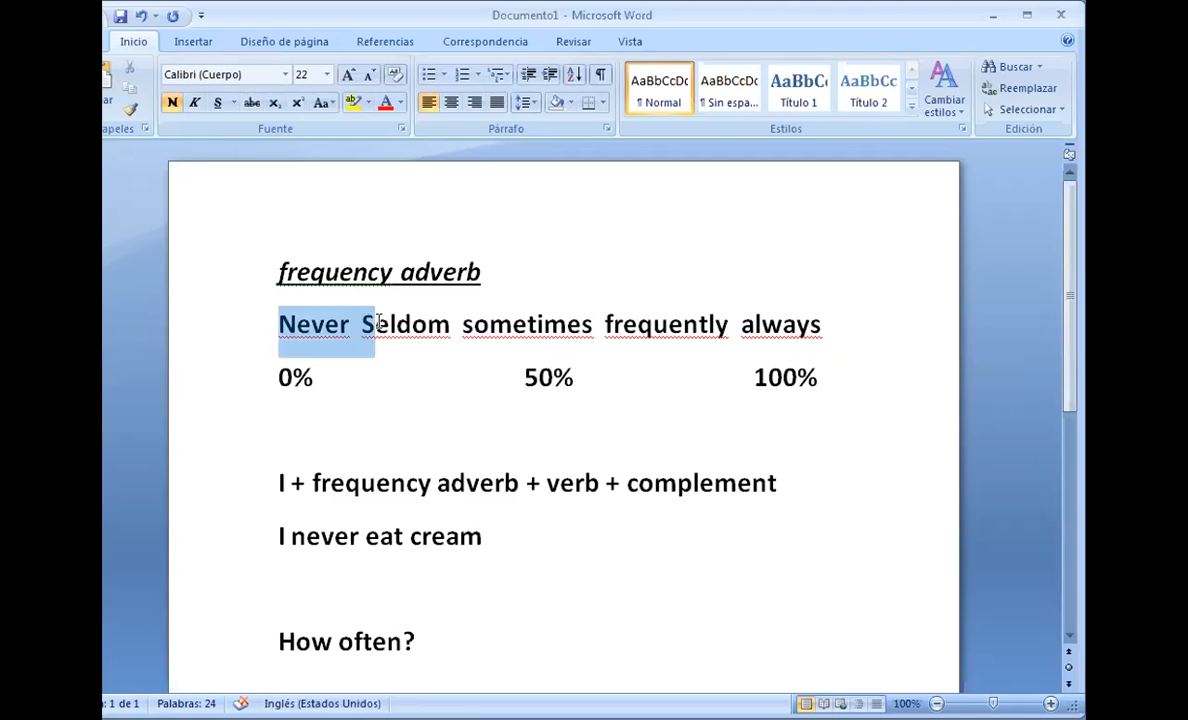 Documento1 - Microsoft Word
Inicio Insertar Diseño de página Referencias Correspondencia Revisar Vista
Calibri (Cuerpo) 22
AaBbCcDc AaBbCcDc AaBbC AaBbCc
¶ Normal ¶ Sin espa... Título 1 Título 2
Cambiar estilos
Buscar
Reemplazar
Seleccionar
apeles Fuente Párrafo Estilos Edición
frequency adverb
Never Seldom sometimes frequently always
0% 50% 100%
I + frequency adverb + verb + complement
I never eat cream
How often?
: 1 de 1 Palabras: 24 Inglés (Estados Unidos) 100%